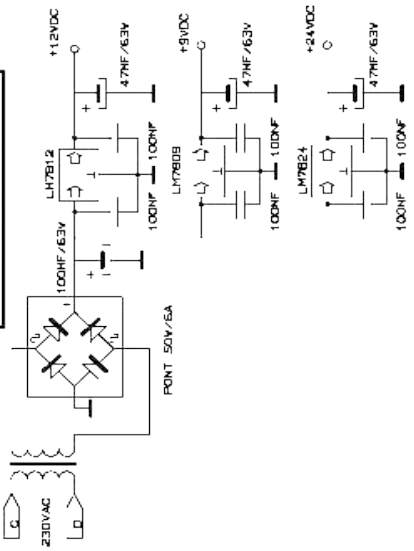 230VAC
PONT 50V/6A
100MF/63V
LM7812
100NF
100NF
+12VDC
47MF/63V
LM7809
100NF
100NF
+9VDC
47MF/63V
LM7824
100NF
100NF
+24VDC
47MF/63V